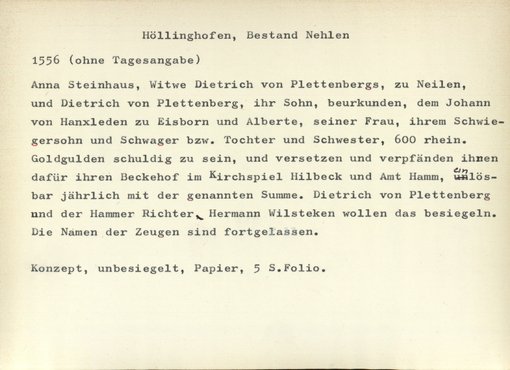 Höllinghofen, Bestand Nehlen
1556 (ohne Tagesangabe)
Anna Steinhaus, Witwe Dietrich von Plettenbergs, zu Neilen,
und Dietrich von Plettenberg, ihr Sohn, beurkunden, dem Johann
von Hanxleden zu Eisborn und Alberte, seiner Frau, ihrem Schwie-
gersohn und Schwager bzw. Tochter und Schwester, 600 rhein.
Goldgulden schuldig zu sein, und versetzen und verpfänden ihnen
dafür ihren Beckehof im Kirchspiel Hilbeck und Amt Hamm, einlös-
bar jährlich mit der genannten Summe. Dietrich von Plettenberg
und der Hammer Richter Hermann Wilsteken wollen das besiegeln.
Die Namen der Zeugen sind fortgelassen.
Konzept, unbesiegelt, Papier, 5 S.Folio.